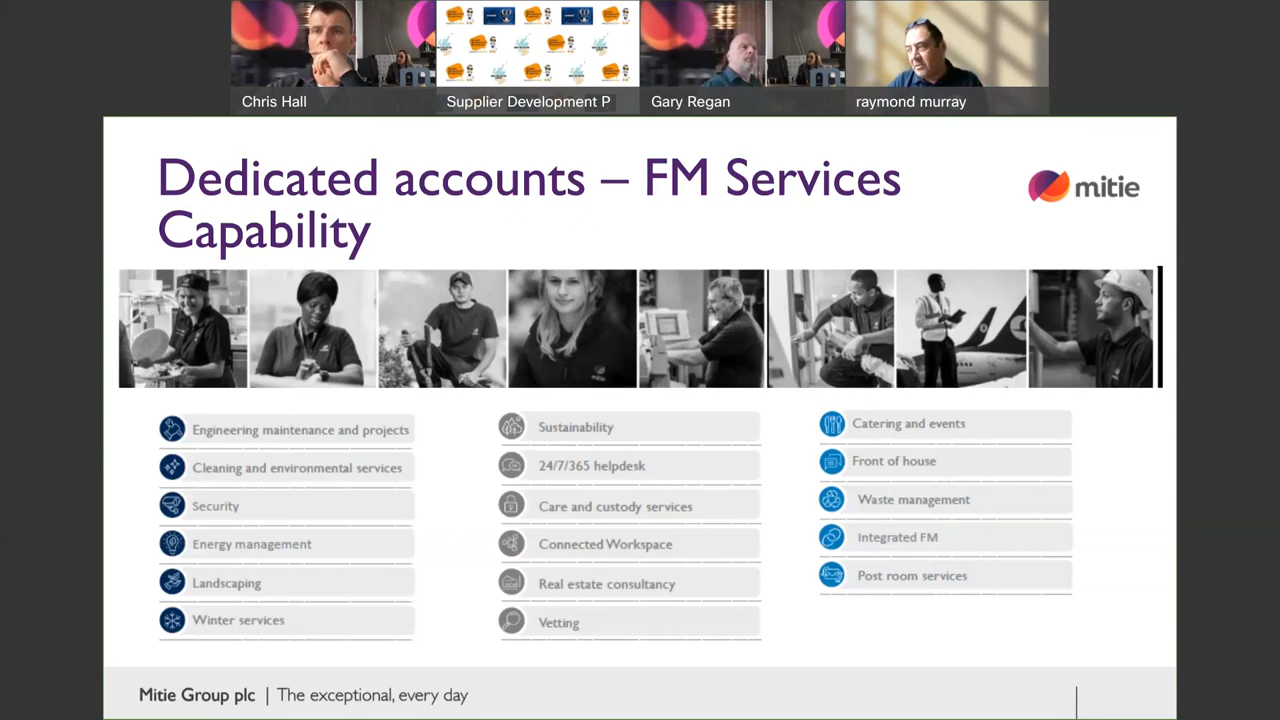 Chris Hall
Supplier Development P
Gary Regan
raymond murray
Dedicated accounts – FM Services
Capability
mitie
Engineering maintenance and projects
Cleaning and environmental services
Security
Energy management
Landscaping
Winter services
Sustainability
24/7/365 helpdesk
Care and custody services
Connected Workspace
Real estate consultancy
Vetting
Catering and events
Front of house
Waste management
Integrated FM
Post room services
Mitie Group plc | The exceptional, every day